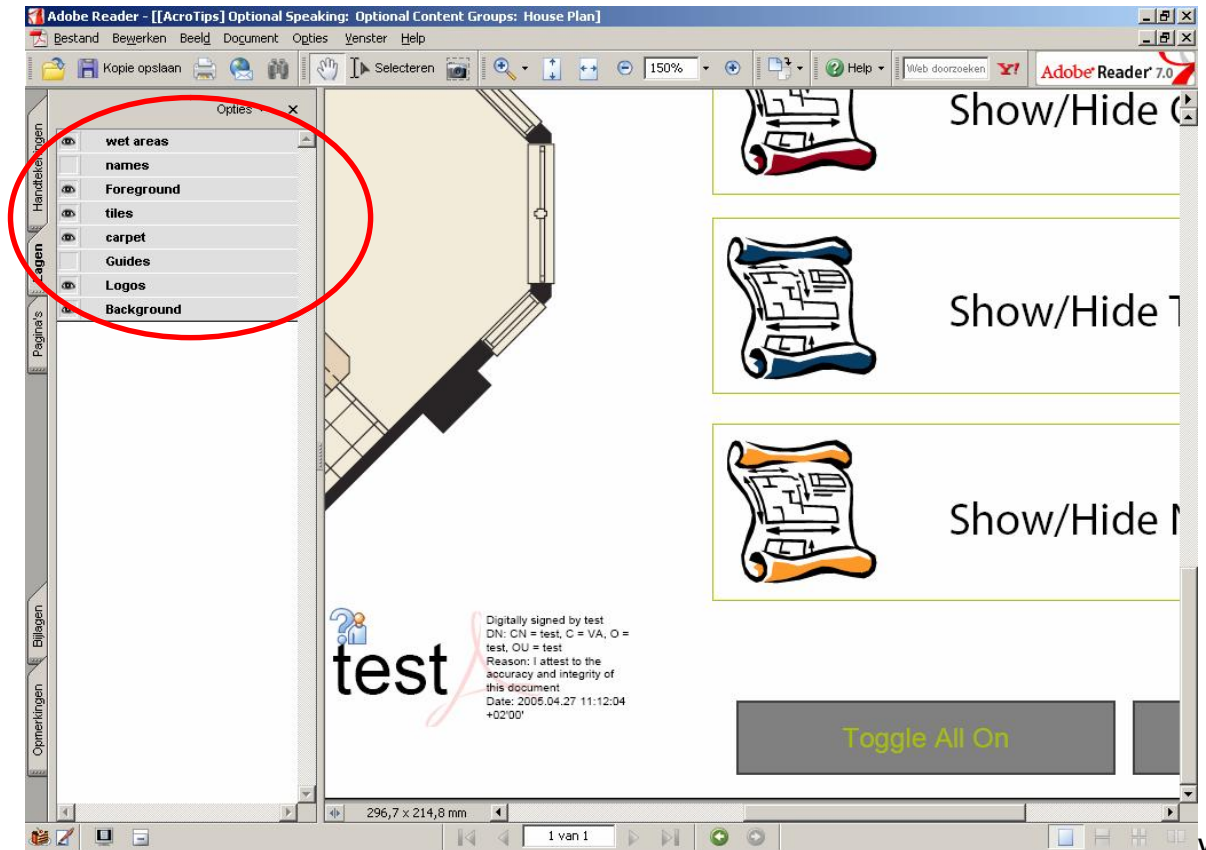 Adobe Reader - [[AcroTips] Optional Speaking: Optional Content Groups: House Plan]
Bestand Bewerken Beeld Document Opties Venster Help
Kopie opslaan Selecteren 150% Help Web doorzoeken Y! Adobe Reader 7.0
Opties
wet areas
names
Foreground
tiles
carpet
Guides
Logos
Background
Handtekeningen
Lagen
Pagina's
Bijlagen
Opmerkingen
Show/Hide
Show/Hide
Show/Hide
test
Digitally signed by test
DN: CN = test, C = VA, O =
test, OU = test
Reason: I attest to the
accuracy and integrity of
this document
Date: 2005.04.27 11:12:04
+02'00'
Toggle All On
296,7 x 214,8 mm
1 van 1